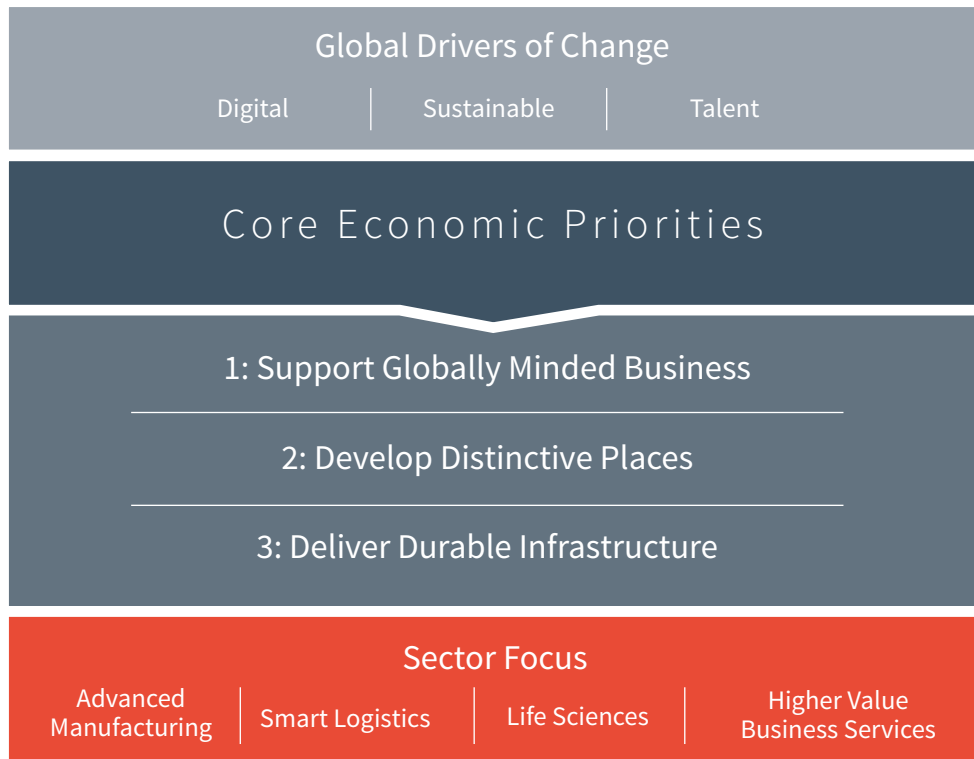 Global Drivers of Change
Digital
Sustainable
Talent
Core Economic Priorities
1: Support Globally Minded Business
2: Develop Distinctive Places
3: Deliver Durable Infrastructure
Sector Focus
Advanced
Manufacturing
Smart Logistics
Life Sciences
Higher Value
Business Services